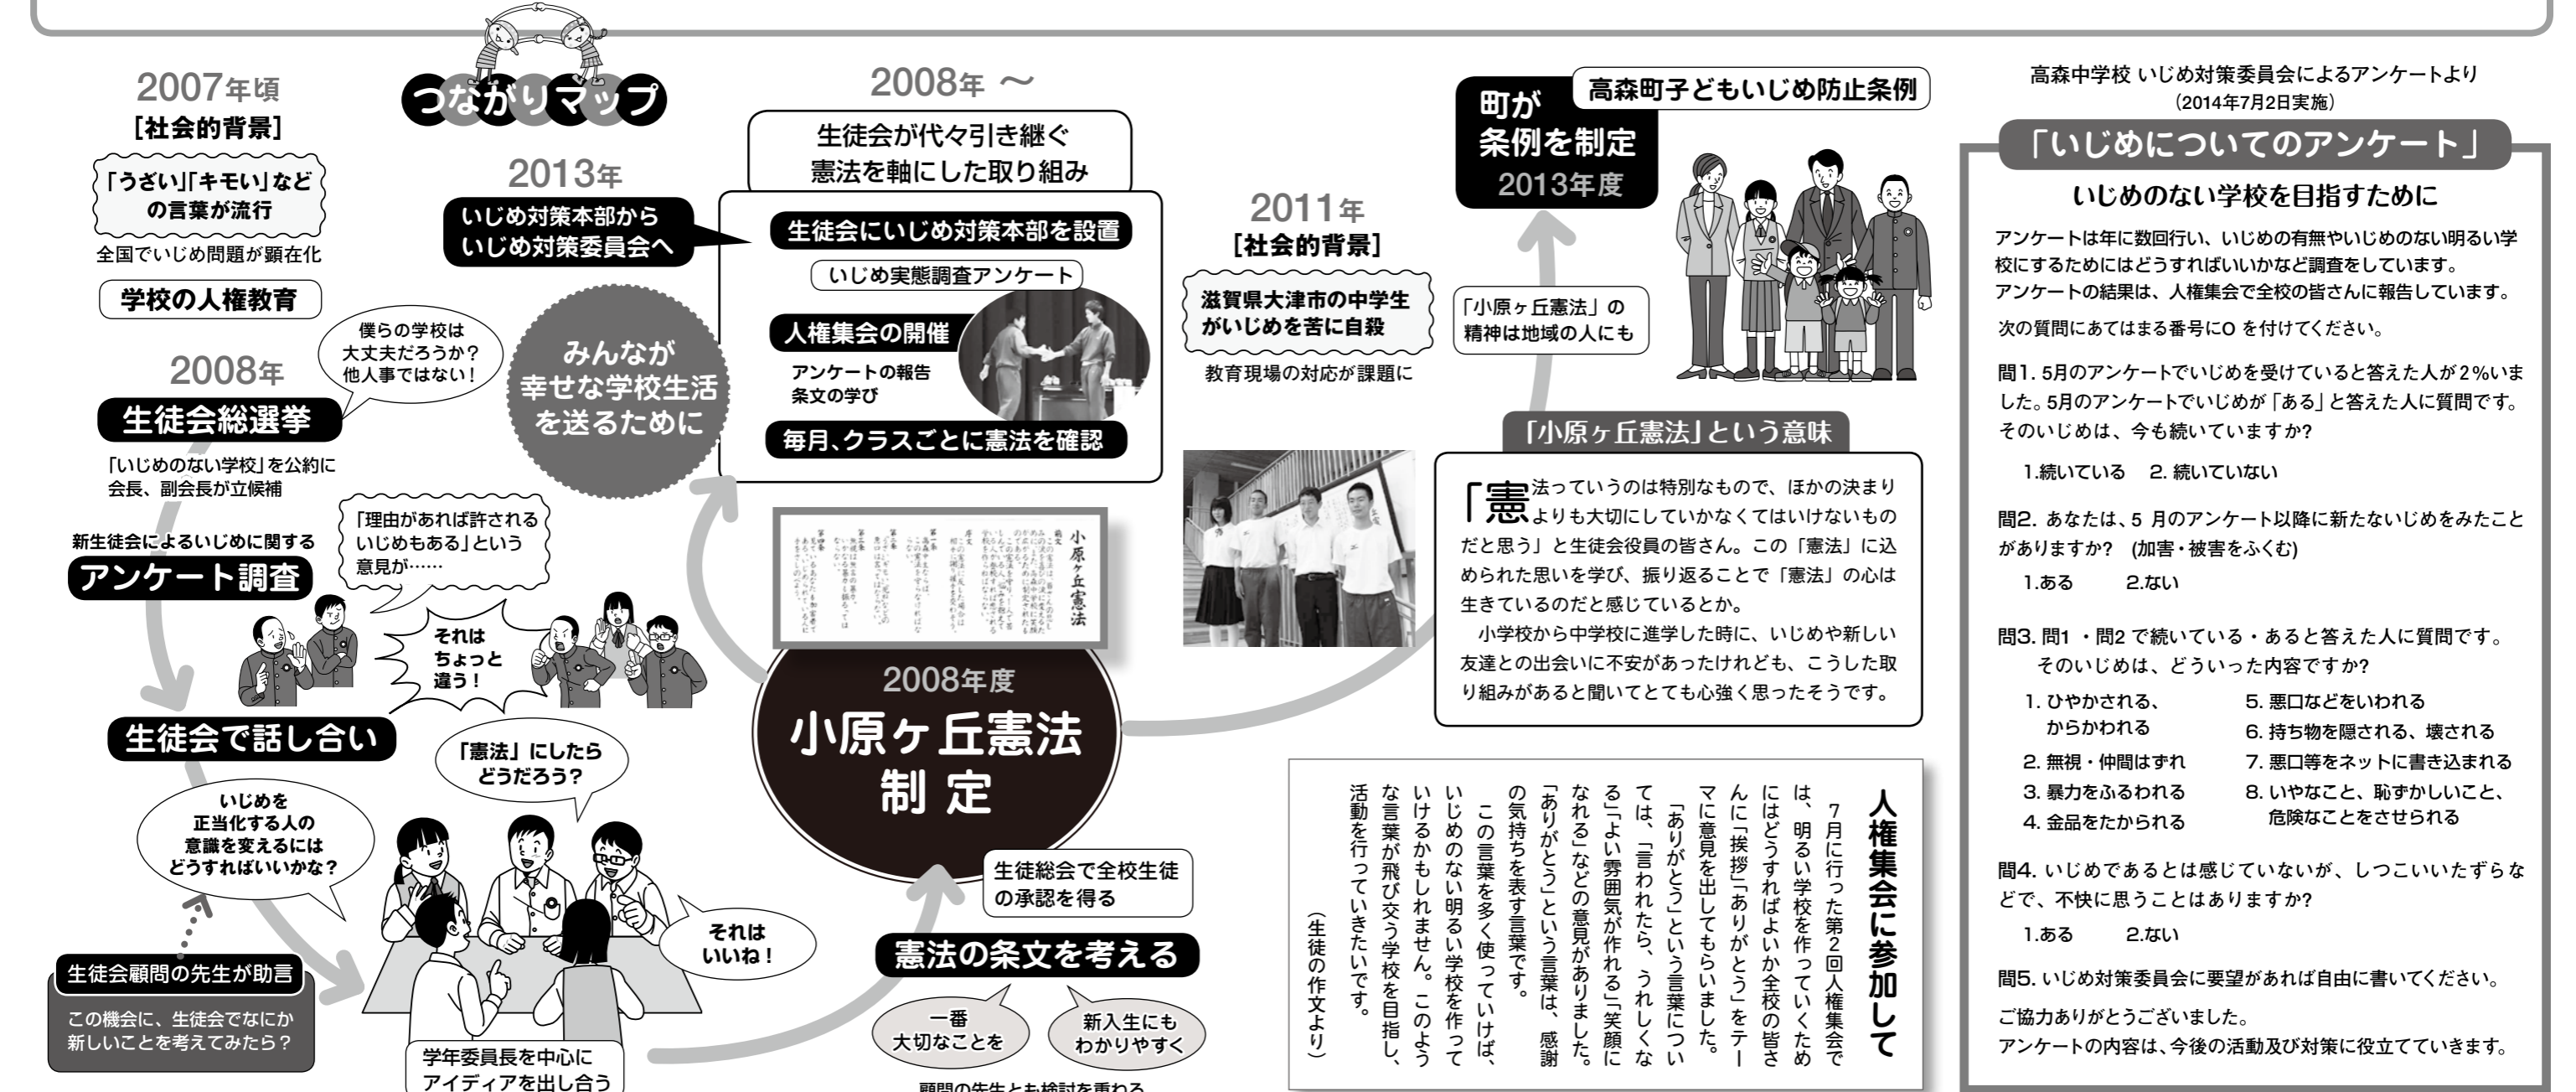 つながりマップ
2007年頃
［社会的背景］
「うざい」「キモい」など
の言葉が流行
全国でいじめ問題が顕在化
学校の人権教育
僕らの学校は
大丈夫だろうか？
他人事ではない！
2008年
生徒会総選挙
「いじめのない学校」を公約に
会長、副会長が立候補
新生徒会によるいじめに関する
アンケート調査
「理由があれば許される
いじめもある」という
意見が……
それは
ちょっと
違う！
生徒会で話し合い
「憲法」にしたら
どうだろう？
いじめを
正当化する人の
意識を変えるには
どうすればいいかな？
生徒会顧問の先生が助言
この機会に、生徒会でなにか
新しいことを考えてみたら？
それは
いいね！
学年委員長を中心に
アイディアを出し合う
憲法の条文を考える
一番
大切なことを
新入生にも
わかりやすく
顧問の先生とも検討を重ねる
生徒総会で全校生徒
の承認を得る
2008年度
小原ヶ丘憲法
制定
小原ヶ丘憲法
みんなが
幸せな学校生活
を送るために
2008年 ～
生徒会が代々引き継ぐ
憲法を軸にした取り組み
2013年
いじめ対策本部から
いじめ対策委員会へ
生徒会にいじめ対策本部を設置
いじめ実態調査アンケート
人権集会の開催
アンケートの報告
条文の学び
毎月、クラスごとに憲法を確認
2011年
［社会的背景］
滋賀県大津市の中学生
がいじめを苦に自殺
教育現場の対応が課題に
町が
条例を制定
2013年度
高森町子どもいじめ防止条例
「小原ヶ丘憲法」の
精神は地域の人にも
「小原ヶ丘憲法」という意味
「憲法っていうのは特別なもので、ほかの決まり
よりも大切にしていかなくてはいけないもの
だと思う」と生徒会役員の皆さん。この「憲法」に込
められた思いを学び、振り返ることで「憲法」の心は
生きているのだと感じているとか。
小学校から中学校に進学した時に、いじめや新しい
友達との出会いに不安があったけれども、こうした取
り組みがあると聞いてとても心強く思ったそうです。
人権集会に参加して
7月に行った第2回人権集会で
は、明るい学校を作っていくため
にはどうすればよいか全校の皆さ
んに「挨拶」「ありがとう」をテー
マに意見を出してもらいました。
「ありがとう」という言葉につい
ては、「言われたら、うれしくな
る」「よい雰囲気が作れる」「笑顔に
なれる」などの意見がありました。
「ありがとう」という言葉は、感謝
の気持ちを表す言葉です。
この言葉を多く使っていけば、
いじめのない明るい学校を作って
いけるかもしれません。このよう
な言葉が飛び交う学校を目指し、
活動を行っていきたいです。
（生徒の作文より）
高森中学校 いじめ対策委員会によるアンケートより
（2014年7月2日実施）
「いじめについてのアンケート」
いじめのない学校を目指すために
アンケートは年に数回行い、いじめの有無やいじめのない明るい学
校にするためにはどうすればいいかなど調査をしています。
アンケートの結果は、人権集会で全校の皆さんに報告しています。
次の質問にあてはまる番号にO を付けてください。
問1. 5月のアンケートでいじめを受けていると答えた人が2％いま
した。5月のアンケートでいじめが「ある」と答えた人に質問です。
そのいじめは、今も続いていますか?
1.続いている 2. 続いていない
問2. あなたは、5 月のアンケート以降に新たないじめをみたこと
がありますか? (加害・被害をふくむ)
1.ある 2.ない
問3. 問1 ・問2 で続いている・あると答えた人に質問です。
そのいじめは、どういった内容ですか?
1. ひやかされる、
からかわれる
2. 無視・仲間はずれ
3. 暴力をふるわれる
4. 金品をたかられる
5. 悪口などをいわれる
6. 持ち物を隠される、壊される
7. 悪口等をネットに書き込まれる
8. いやなこと、恥ずかしいこと、
危険なことをさせられる
問4. いじめであるとは感じていないが、しつこいいたずらな
どで、不快に思うことはありますか?
1.ある 2.ない
問5. いじめ対策委員会に要望があれば自由に書いてください。
ご協力ありがとうございました。
アンケートの内容は、今後の活動及び対策に役立てていきます。